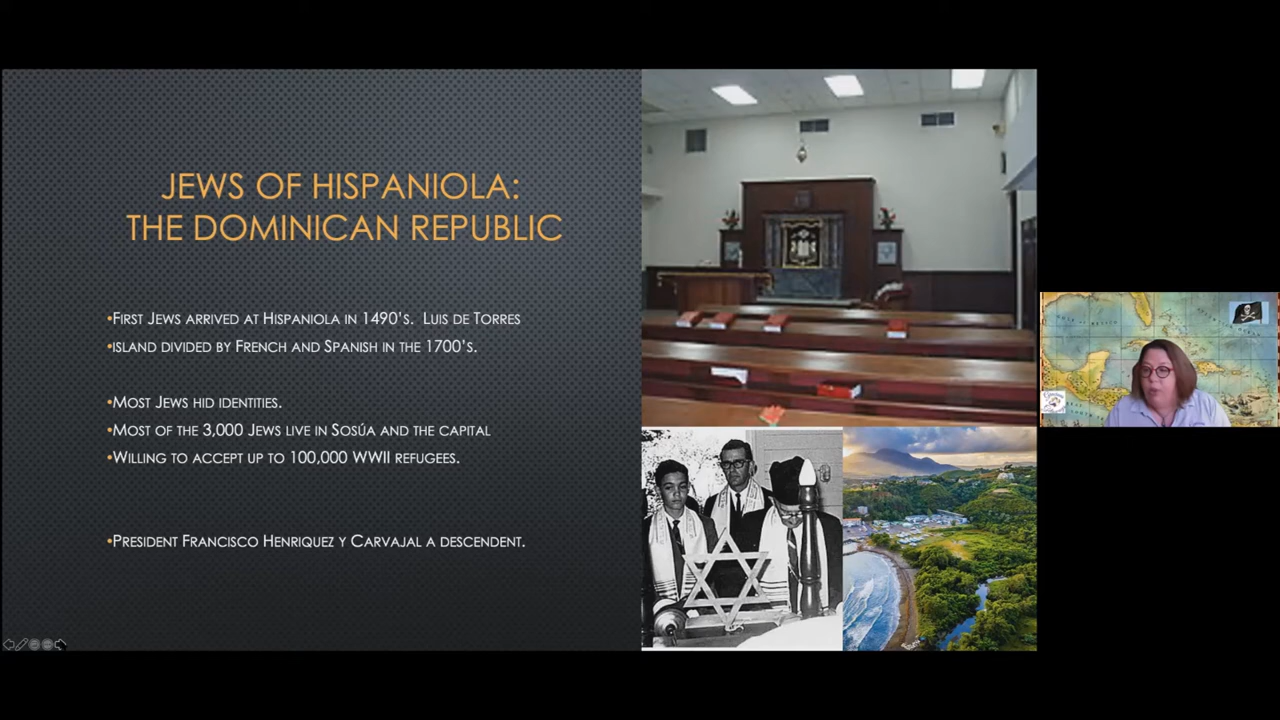 JEWS OF HISPANIOLA:
THE DOMINICAN REPUBLIC
•First Jews arrived at Hispaniola in 1490's. Luis de Torres
•island divided by French and Spanish in the 1700's.
•Most Jews hid identities.
•Most of the 3,000 Jews live in Sosúa and the capital
•Willing to accept up to 100,000 WWII refugees.
•President Francisco Henriquez y Carvajal a descendent.